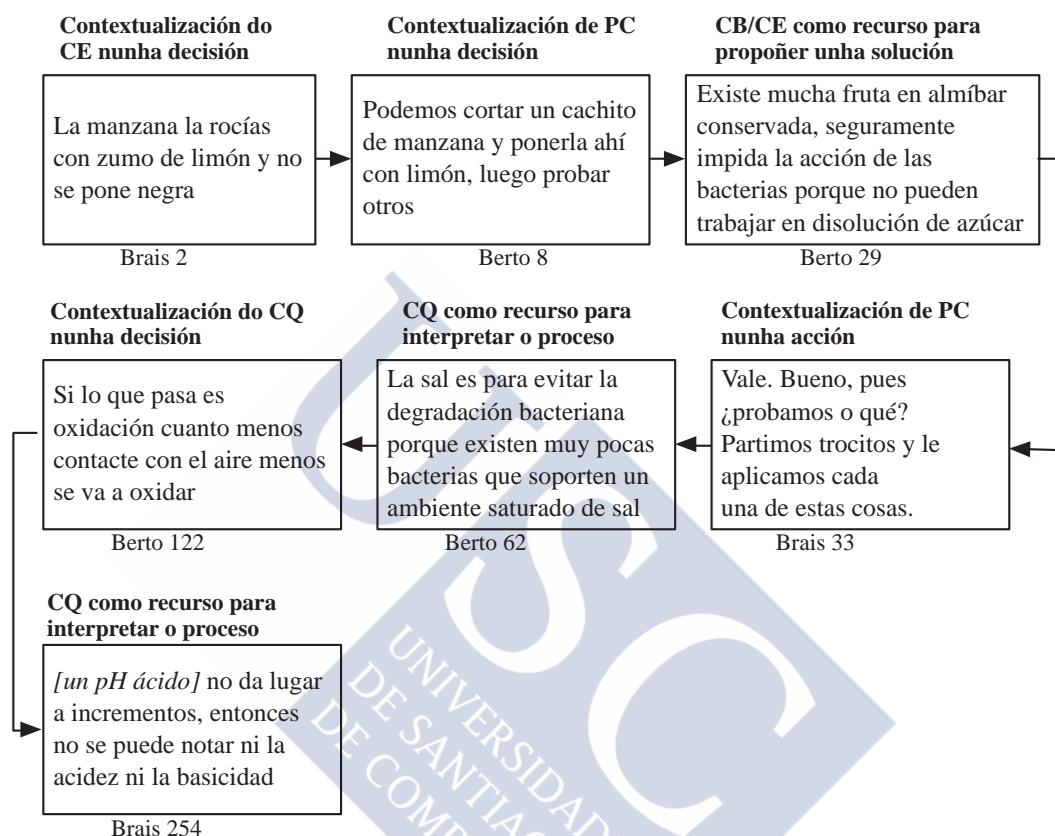 Contextualización do
CE nunha decisión
La manzana la rocías
con zumo de limón y no
se pone negra
Brais 2
Contextualización de PC
nunha decisión
Podemos cortar un cachito
de manzana y ponerla ahí
con limón, luego probar
otros
Berto 8
CB/CE como recurso para
propoñer unha solución
Existe mucha fruta en almíbar
conservada, seguramente
impida la acción de las
bacterias porque no pueden
trabajar en disolución de azúcar
Berto 29
Contextualización de PC
nunha acción
Vale. Bueno, pues
¿probamos o qué?
Partimos trocitos y le
aplicamos cada
una de estas cosas.
Brais 33
CQ como recurso para
interpretar o proceso
La sal es para evitar la
degradación bacteriana
porque existen muy pocas
bacterias que soporten un
ambiente saturado de sal
Berto 62
Contextualización do CQ
nunha decisión
Si lo que pasa es
oxidación cuanto menos
contacte con el aire menos
se va a oxidar
Berto 122
CQ como recurso para
interpretar o proceso
[un pH ácido] no da lugar
a incrementos, entonces
no se puede notar ni la
acidez ni la basicidad
Brais 254
USC
UNIVERSIDAD
DE SANTIAG
DE COMP